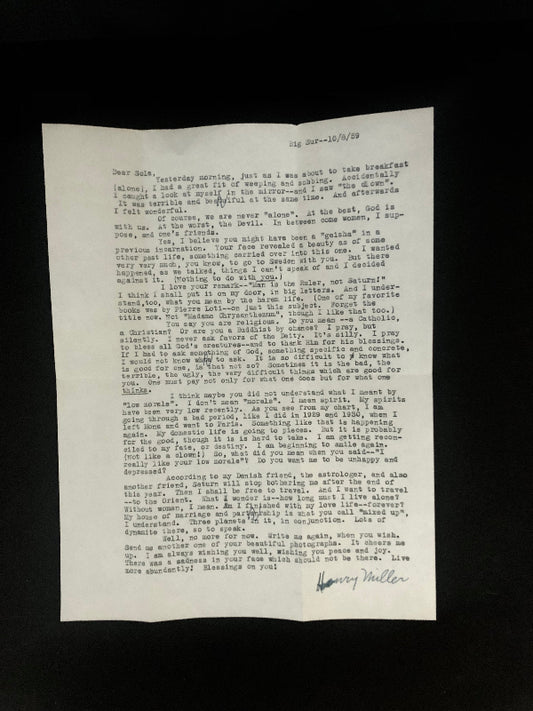 Big Sur--10/8/59
Dear Sole,
Yesterday morning, just as I was about to take breakfast
(alone), I had a great fit of weeping and sobbing. Accidentally
I caught a look at myself in the mirror--and I saw "the clown".
It was terrible and beautiful at the same time. And afterwards
I felt wonderful.
Of course, we are never "alone". At the best, God is
with us. At the worst, the Devil. In between come women, I sup-
pose, and one's friends.
Yes, I believe you might have been a "geisha" in a
previous incarnation. Your face revealed a beauty as of some
other past life, something carried over into this one. I wanted
very very much, you know, to go to Sweden with you. But there
happened, as we talked, things I can't speak of and I decided
against it. (Nothing to do with you.)
I love your remark--"Man is the Ruler, not Saturn!"
I think I shall put it on my door, in big letters. And I under-
stand, too, what you mean by the harem life. (One of my favorite
books was by Pierre Loti--on just this subject. Forget the
title now. Not "Madame Chrysantheum", though I like that too.)
You say you are religious. Do you mean--a Catholic,
a Christian? Or are you a Buddhist by chance? I pray, but
silently. I never ask favors of the Deity. It's silly. I pray
to bless all God's creatures--and to thank Him for his blessings.
If I had to ask something of God, something specific and concrete,
I would not know what to ask. It is so difficult to know what
is good for one, is that not so? Sometimes it is the bad, the
terrible, the ugly, the very difficult things which are good for
you. One must pay not only for what one does but for what one
thinks.
I think maybe you did not understand what I meant by
"low morals". I don't mean "morals". I mean spirit. My spirits
have been very low recently. As you see from my chart, I am
going through a bad period, like I did in 1929 and 1930, when I
left Mona and went to Paris. Something like that is happening
again. My domestic life is going to pieces. But it is probably
for the good, though it is is hard to take. I am getting recon-
ciled to my fate, or destiny. I am beginning to smile again.
(Not like a clown!) So, what did you mean when you said--"I
really like your low morals"? Do you want me to be unhappy and
depressed?
According to my Danish friend, the astrologer, and also
another friend, Saturn will stop bothering me after the end of
this year. Then I shall be free to travel. And I want to travel
--to the Orient. What I wonder is--how long must I live alone?
Without woman, I mean. Am I finished with my love life--forever?
My house of marriage and partnership is what you call "mixed up",
I understand. Three planets in it, in conjunction. Lots of
dynamite there, so to speak.
Well, no more for now. Write me again, when you wish.
Send me another one of your beautiful photographs. It cheers me
up. I am always wishing you well, wishing you peace and joy.
There was a sadness in your face which should not be there. Live
more abundantly! Blessings on you!
Henry Miller